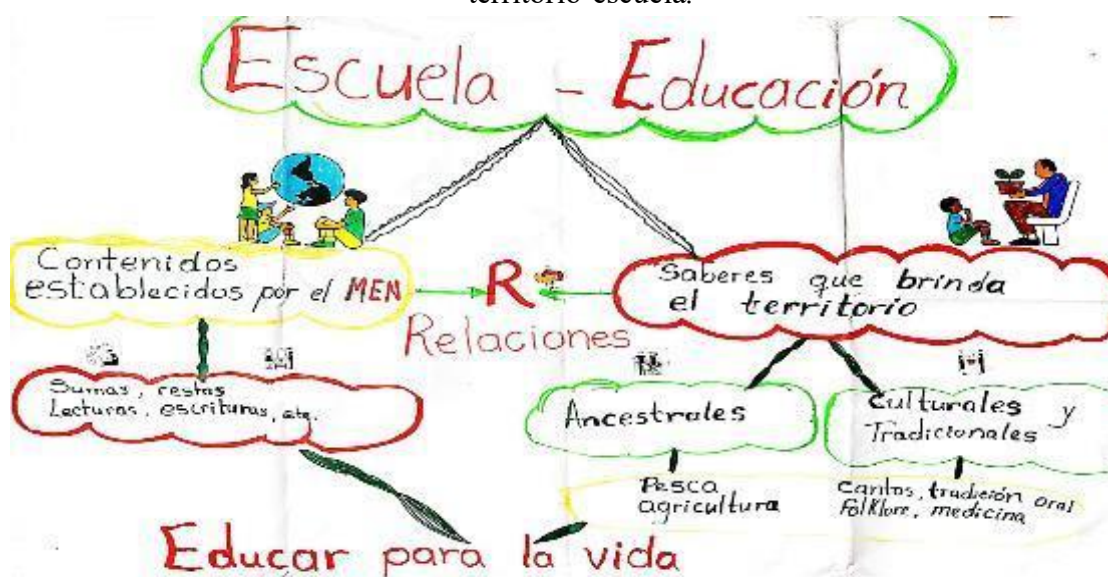 territorio escuela.
Escuela - Educación
Contenidos
establecidos por el MEN
R
Relaciones
Saberes que brinda
el territorio
Sumas, restas
Lecturas, escrituras, etc.
Ancestrales
Culturales y
Tradicionales
Pesca
agricultura
Cantos, tradición oral
Folklore, medicina
Educar para la vida